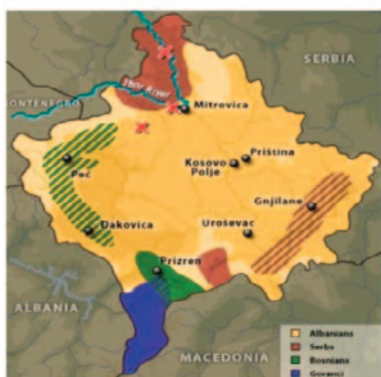 SERBIA
Ibar River
MONTENEGRO
Mitrovica
Priština
Kosovo
Polje
Peć
Gnjilane
Đakovica
Uroševac
Prizren
ALBANIA
MACEDONIA
Albanians
Serbs
Bosnians
Goranci